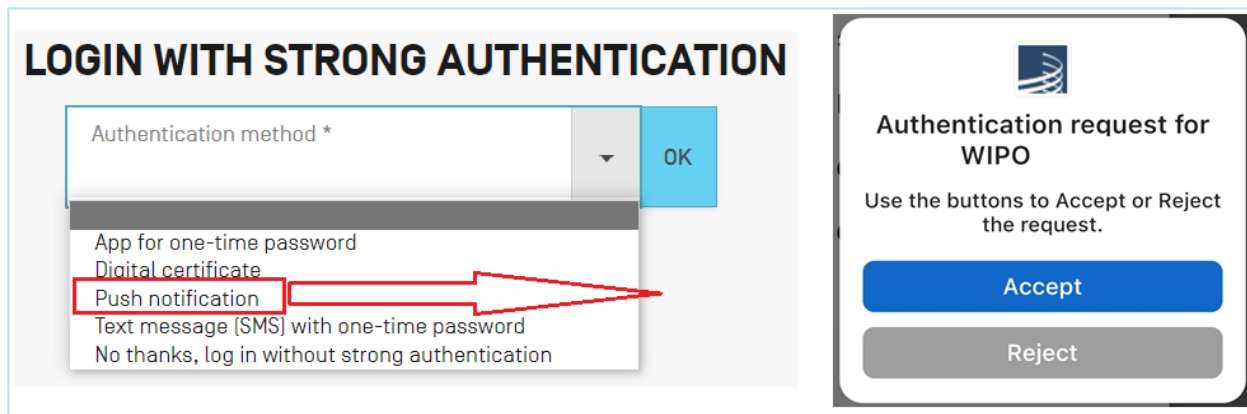 LOGIN WITH STRONG AUTHENTICATION
Authentication method *
OK
App for one-time password
Digital certificate
Push notification
Text message (SMS) with one-time password
No thanks, log in without strong authentication
Authentication request for
WIPO
Use the buttons to Accept or Reject
the request.
Accept
Reject